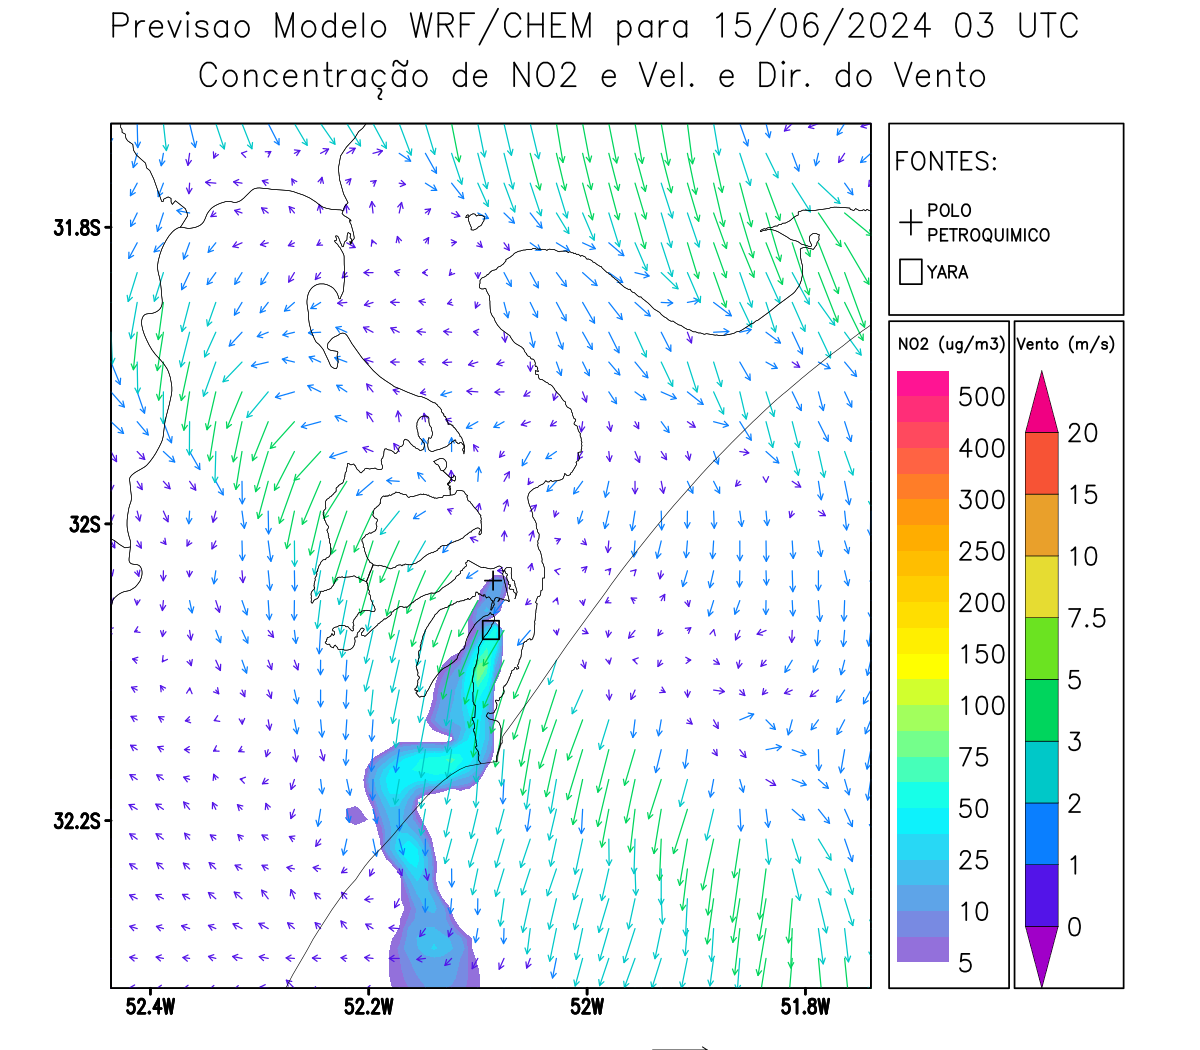 Previsao Modelo WRF/CHEM para 15/06/2024 03 UTC
Concentração de NO2 e Vel. e Dir. do Vento
FONTES:
POLO
PETROQUIMICO
YARA
NO2 (ug/m3)
500
400
300
250
200
150
100
75
50
25
10
5
Vento (m/s)
20
15
10
7.5
5
3
2
1
0
31.8S
32S
32.2S
52.4W
52.2W
52W
51.8W